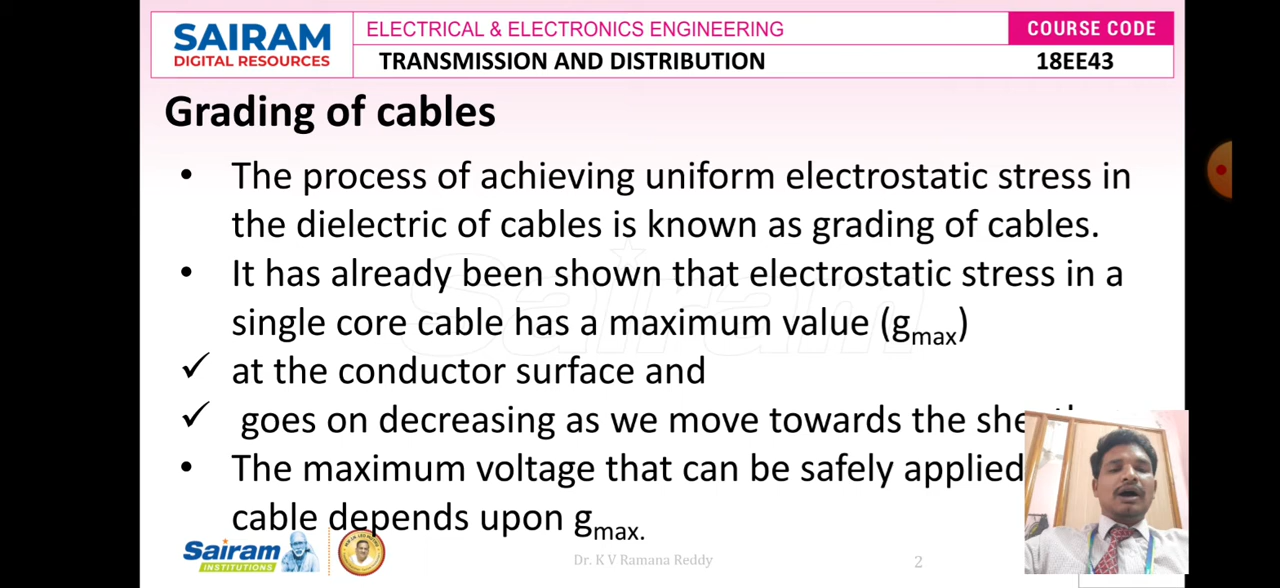 SAIRAM
DIGITAL RESOURCES
ELECTRICAL & ELECTRONICS ENGINEERING
COURSE CODE
TRANSMISSION AND DISTRIBUTION
18EE43
Grading of cables
• The process of achieving uniform electrostatic stress in
the dielectric of cables is known as grading of cables.
• It has already been shown that electrostatic stress in a
single core cable has a maximum value (gmax)
✓ at the conductor surface and
✓ goes on decreasing as we move towards the
• The maximum voltage that can be safely applied
cable depends upon gmax.
Sairam
INSTITUTIONS
Dr. K V Ramana Reddy
2
Sairam